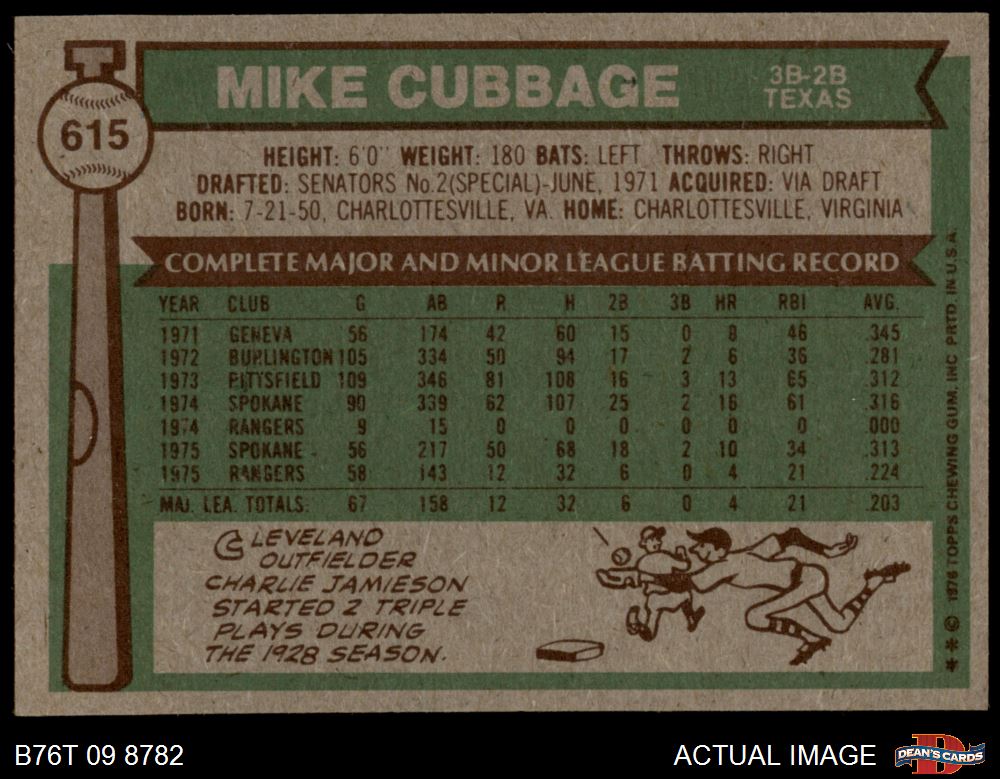 MIKE CUBBAGE
3B-2B
TEXAS
615
HEIGHT: 6'0" WEIGHT: 180 BATS: LEFT THROWS: RIGHT
DRAFTED: SENATORS No.2(SPECIAL)-JUNE, 1971 ACQUIRED: VIA DRAFT
BORN: 7-21-50, CHARLOTTESVILLE, VA. HOME: CHARLOTTESVILLE, VIRGINIA
COMPLETE MAJOR AND MINOR LEAGUE BATTING RECORD
YEAR CLUB G AB R H 2B 3B HR RBI AVG.
1971 GENEVA 56 174 42 60 15 0 8 46 .345
1972 BURLINGTON 105 334 50 94 17 2 6 36 .281
1973 PITTSFIELD 109 346 81 108 16 3 13 65 .312
1974 SPOKANE 90 339 62 107 25 2 16 61 .316
1974 RANGERS 9 15 0 0 0 0 0 0 .000
1975 SPOKANE 56 217 50 68 18 2 10 34 .313
1975 RANGERS 58 143 12 32 6 0 4 21 .224
MAJ. LEA. TOTALS: 67 158 12 32 6 0 4 21 .203
CLEVELAND
OUTFIELDER
CHARLIE JAMIESON
STARTED 2 TRIPLE
PLAYS DURING
THE 1928 SEASON.
** © 1976 TOPPS CHEWING GUM, INC PRTD. IN U.S.A.
B76T 09 8782
ACTUAL IMAGE
DEAN'S CARDS